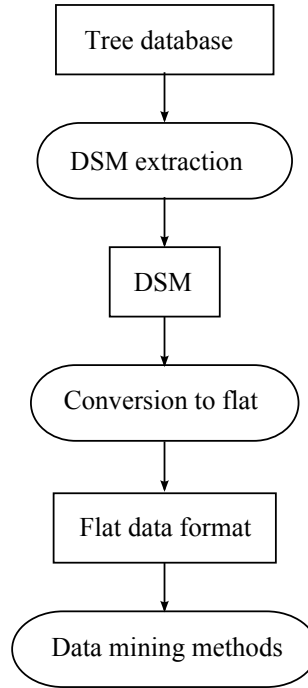 Tree database
DSM extraction
DSM
Conversion to flat
Flat data format
Data mining methods